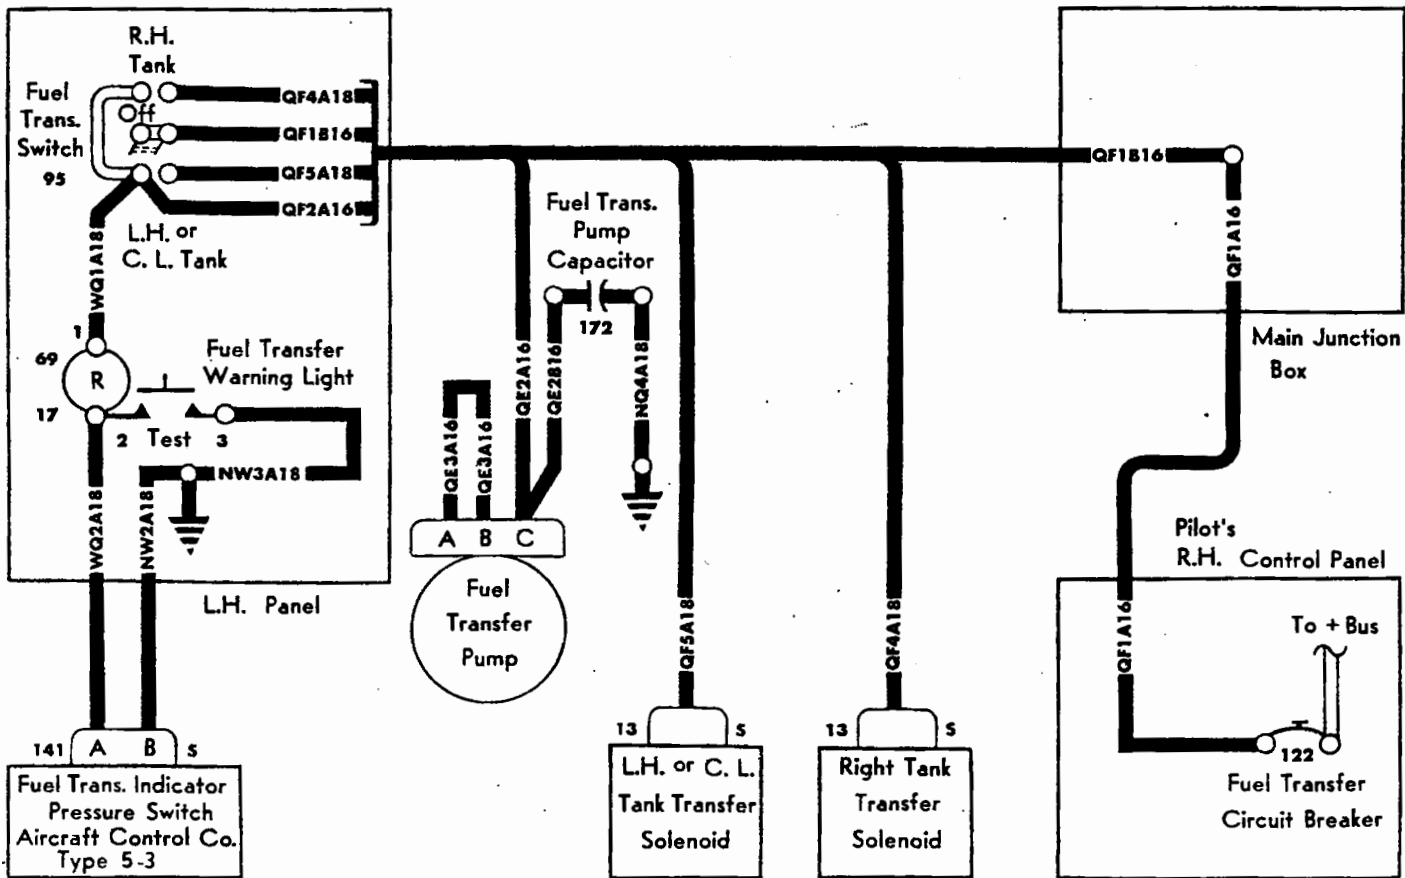 R.H.
Tank
Fuel
Trans.
Switch
95
Off
QF4A18
QF1B16
QF5A18
QF2A16
L.H. or
C. L. Tank
WQ1A18
1
69
R
17
Fuel Transfer
Warning Light
2 Test 3
NW3A18
WQ2A18
NW2A18
L.H. Panel
141 A B S
Fuel Trans. Indicator
Pressure Switch
Aircraft Control Co.
Type 5-3
Fuel Trans.
Pump
Capacitor
172
QE2A16
QE2B16
NQ4A18
QE3A16
QE3A16
A B C
Fuel
Transfer
Pump
QF5A18
13 S
L.H. or C. L.
Tank Transfer
Solenoid
QF4A18
13 S
Right Tank
Transfer
Solenoid
QF1B16
QF1A16
Main Junction
Box
Pilot's
R.H. Control Panel
QF1A16
To + Bus
122
Fuel Transfer
Circuit Breaker